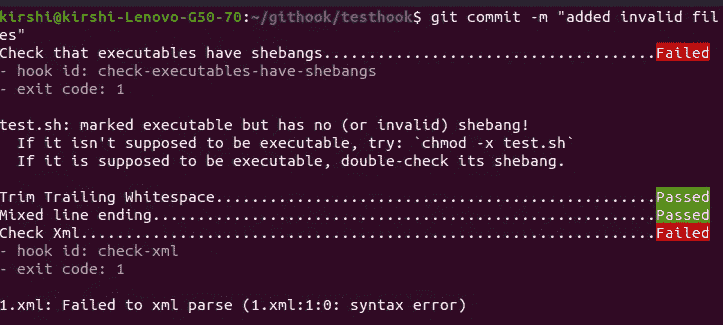 kirshi@kirshi-Lenovo-G50-70:~/githook/testhook$ git commit -m "added invalid fil
es"
Check that executables have shebangs.....................................Failed
- hook id: check-executables-have-shebangs
- exit code: 1
test.sh: marked executable but has no (or invalid) shebang!
  If it isn't supposed to be executable, try: `chmod -x test.sh`
  If it is supposed to be executable, double-check its shebang.
Trim Trailing Whitespace.................................................Passed
Mixed line ending........................................................Passed
Check Xml................................................................Failed
- hook id: check-xml
- exit code: 1
1.xml: Failed to xml parse (1.xml:1:0: syntax error)